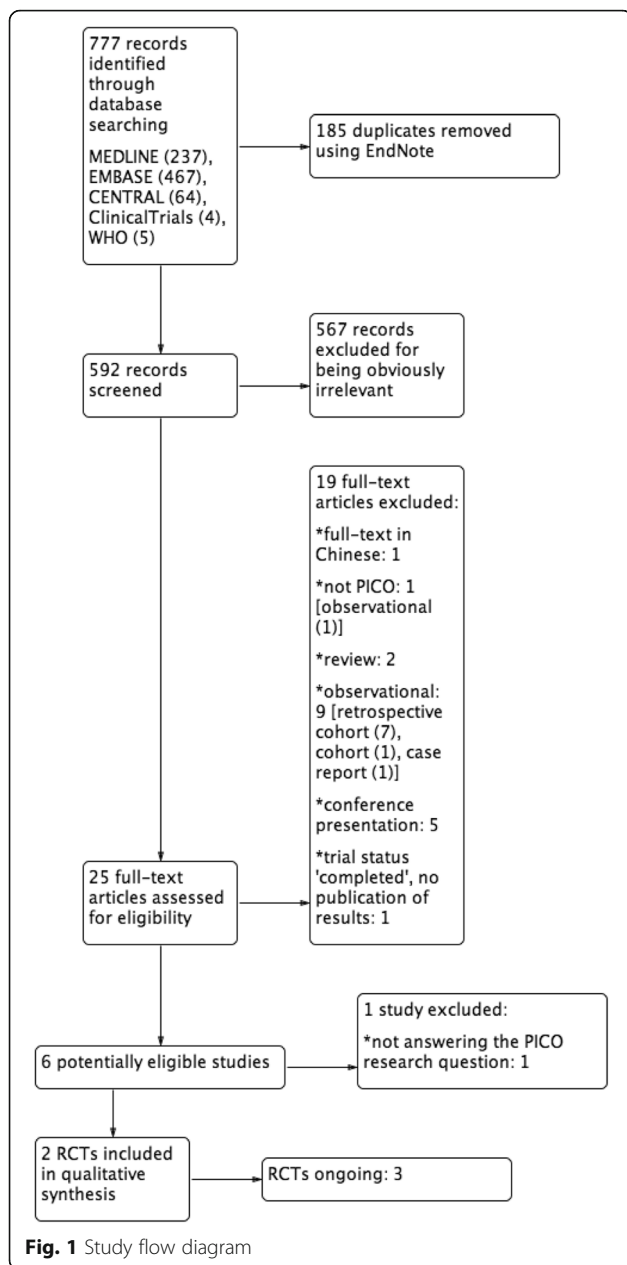 777 records
identified
through
database
searching
MEDLINE (237),
EMBASE (467),
CENTRAL (64),
ClinicalTrials (4),
WHO (5)
185 duplicates removed
using EndNote
592 records
screened
567 records
excluded for
being obviously
irrelevant
19 full-text
articles excluded:
*full-text in
Chinese: 1
*not PICO: 1
[observational
(1)]
*review: 2
*observational:
9 [retrospective
cohort (7),
cohort (1), case
report (1)]
*conference
presentation: 5
*trial status
'completed', no
publication of
results: 1
25 full-text
articles assessed
for eligibility
1 study excluded:
*not answering the PICO
research question: 1
6 potentially eligible studies
2 RCTs included
in qualitative
synthesis
RCTs ongoing: 3
Fig. 1 Study flow diagram